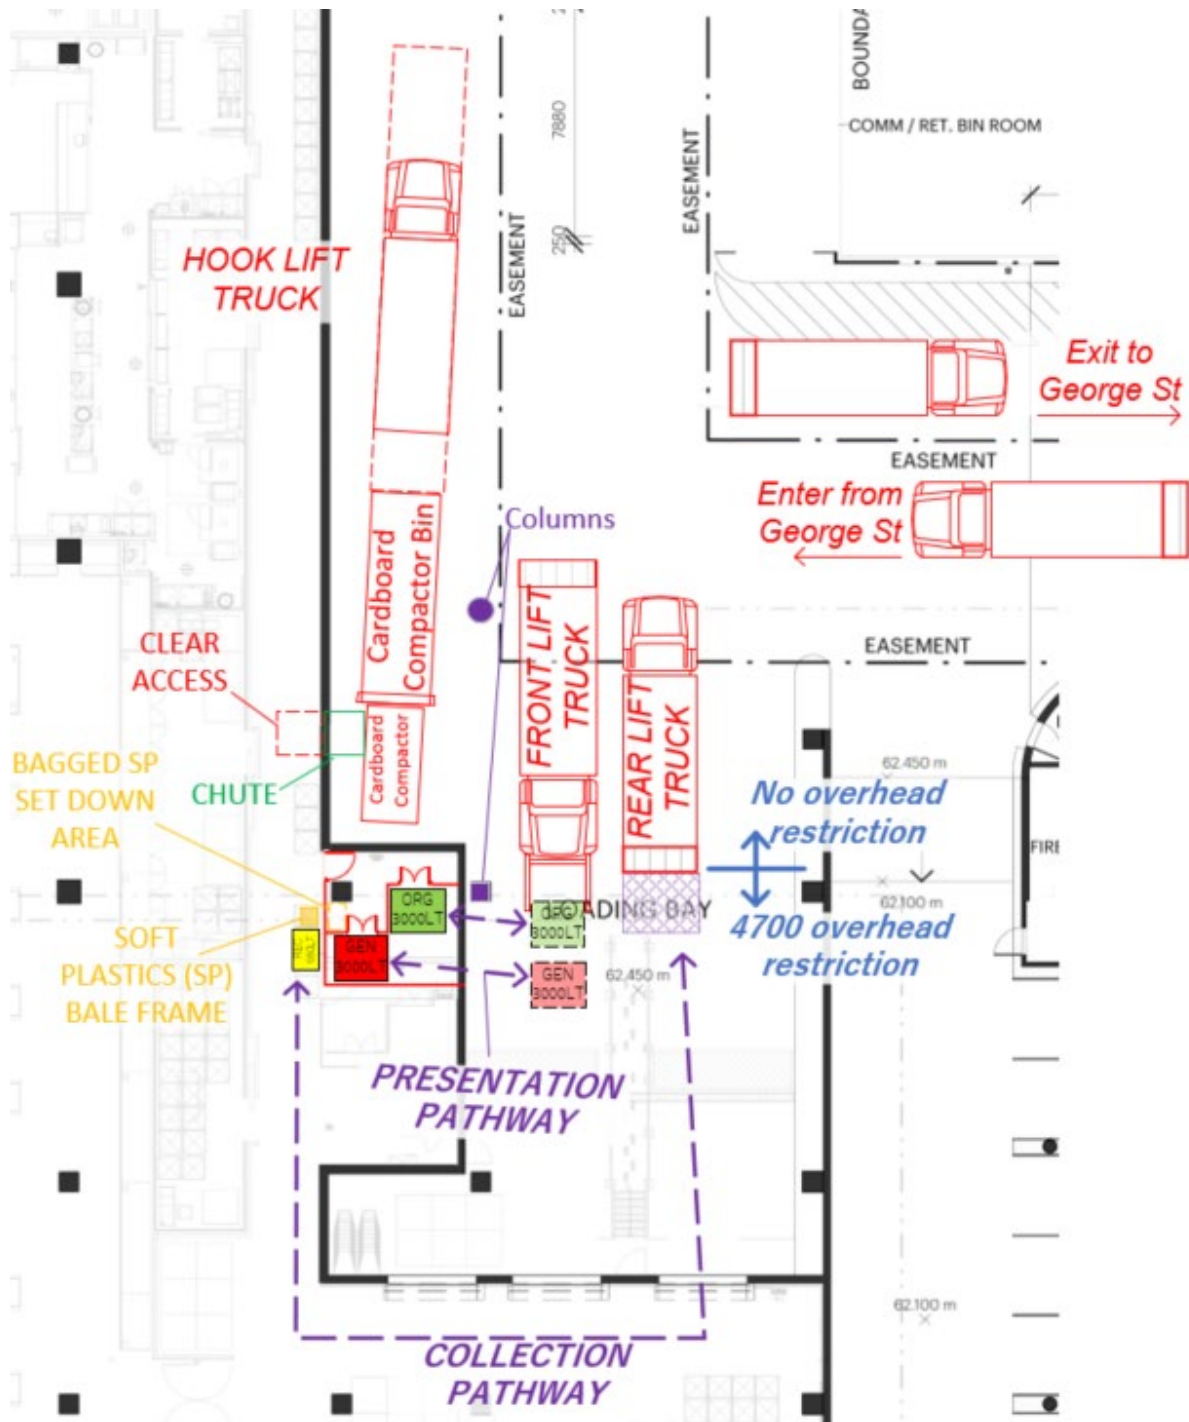 BOUNDA
COMM / RET. BIN ROOM
7880
250
EASEMENT
EASEMENT
HOOK LIFT
TRUCK
Exit to
George St
EASEMENT
Enter from
George St
Cardboard
Compactor Bin
Columns
FRONT LIFT
TRUCK
REAR LIFT
TRUCK
EASEMENT
CLEAR
ACCESS
Cardboard
Compactor
CHUTE
BAGGED SP
SET DOWN
AREA
62.450 m
No overhead
restriction
FIRE
ORG
3000LT
LOADING BAY
ORG
3000LT
62.100 m
4700 overhead
restriction
SOFT
PLASTICS (SP)
BALE FRAME
GEN
3000LT
GEN
3000LT
62.450 m
PRESENTATION
PATHWAY
62.100 m
COLLECTION
PATHWAY